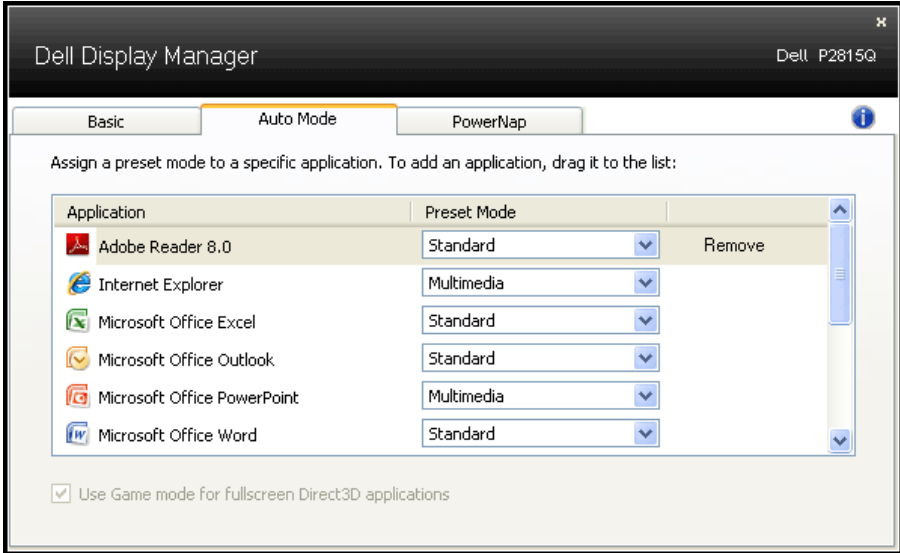 Dell Display Manager
Dell P2815Q
Basic Auto Mode PowerNap
Assign a preset mode to a specific application. To add an application, drag it to the list:
Application Preset Mode
Adobe Reader 8.0 Standard Remove
Internet Explorer Multimedia
Microsoft Office Excel Standard
Microsoft Office Outlook Standard
Microsoft Office PowerPoint Multimedia
Microsoft Office Word Standard
Use Game mode for fullscreen Direct3D applications